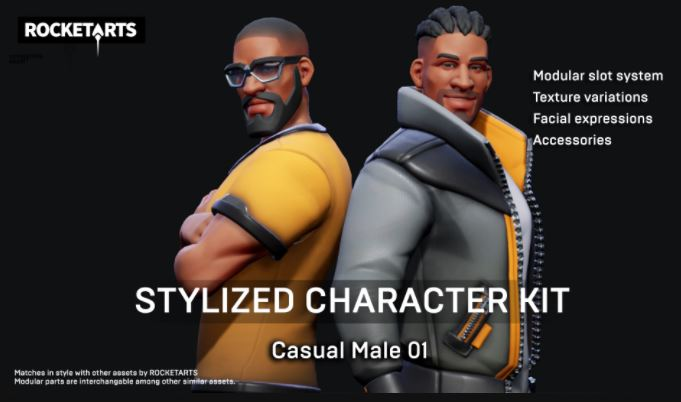 ROCKETARTS
Modular slot system
Texture variations
Facial expressions
Accessories
STYLIZED CHARACTER KIT
Casual Male 01
Matches in style with other assets by ROCKETARTS
Modular parts are interchangable among other similar assets.